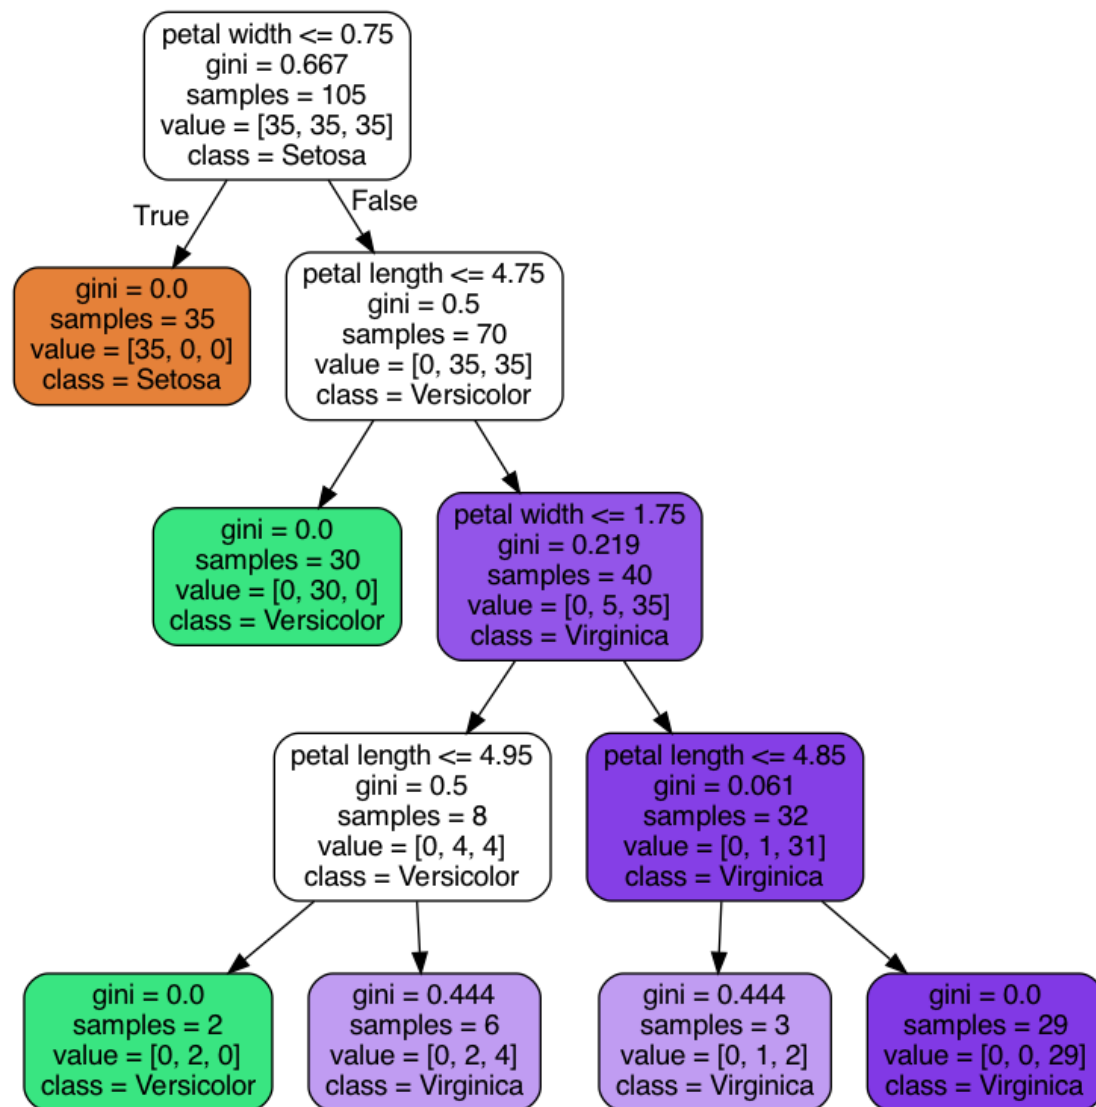 petal width <= 0.75
gini = 0.667
samples = 105
value = [35, 35, 35]
class = Setosa
True
False
gini = 0.0
samples = 35
value = [35, 0, 0]
class = Setosa
petal length <= 4.75
gini = 0.5
samples = 70
value = [0, 35, 35]
class = Versicolor
gini = 0.0
samples = 30
value = [0, 30, 0]
class = Versicolor
petal width <= 1.75
gini = 0.219
samples = 40
value = [0, 5, 35]
class = Virginica
petal length <= 4.95
gini = 0.5
samples = 8
value = [0, 4, 4]
class = Versicolor
petal length <= 4.85
gini = 0.061
samples = 32
value = [0, 1, 31]
class = Virginica
gini = 0.0
samples = 2
value = [0, 2, 0]
class = Versicolor
gini = 0.444
samples = 6
value = [0, 2, 4]
class = Virginica
gini = 0.444
samples = 3
value = [0, 1, 2]
class = Virginica
gini = 0.0
samples = 29
value = [0, 0, 29]
class = Virginica